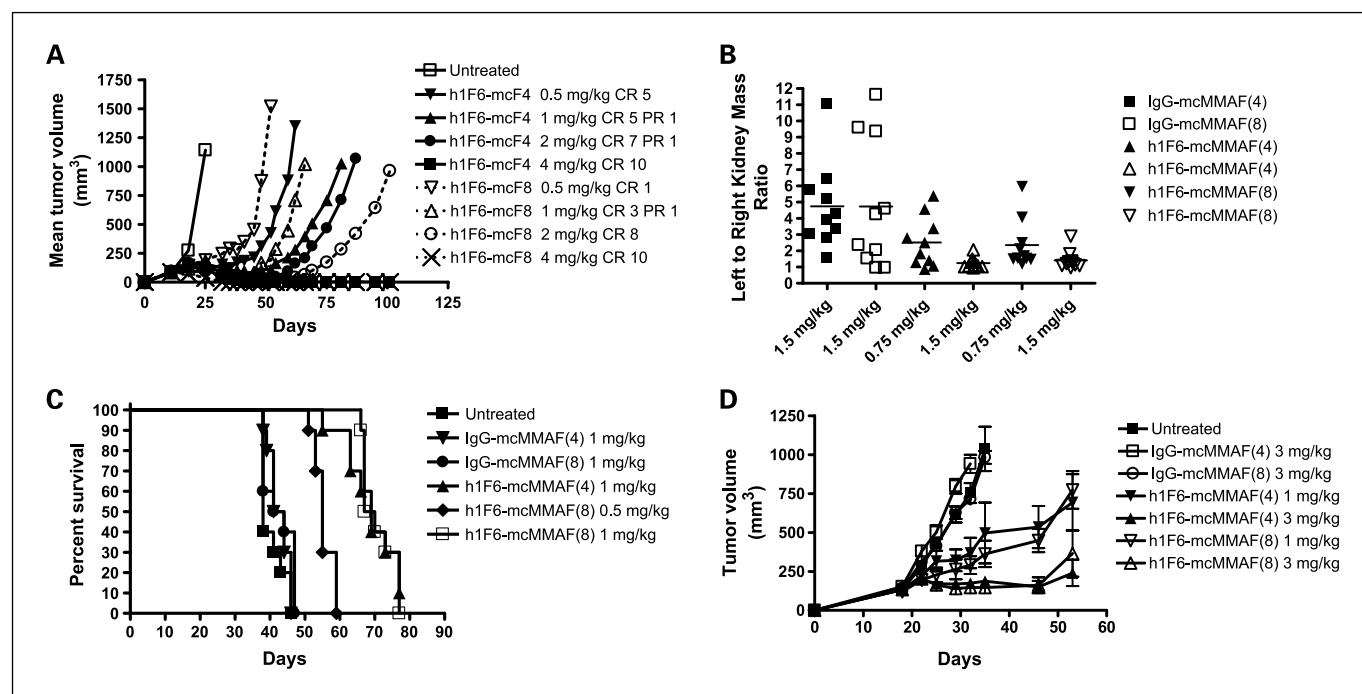 A
Mean tumor volume
(mm³)
1750
1500
1250
1000
750
500
250
0
0 25 50 75 100 125
Days
Untreated
h1F6-mcF4 0.5 mg/kg CR 5
h1F6-mcF4 1 mg/kg CR 5 PR 1
h1F6-mcF4 2 mg/kg CR 7 PR 1
h1F6-mcF4 4 mg/kg CR 10
h1F6-mcF8 0.5 mg/kg CR 1
h1F6-mcF8 1 mg/kg CR 3 PR 1
h1F6-mcF8 2 mg/kg CR 8
h1F6-mcF8 4 mg/kg CR 10
B
Left to Right Kidney Mass
Ratio
12
11
10
9
8
7
6
5
4
3
2
1
0
1.5 mg/kg
1.5 mg/kg
0.75 mg/kg
1.5 mg/kg
0.75 mg/kg
1.5 mg/kg
IgG-mcMMAF(4)
IgG-mcMMAF(8)
h1F6-mcMMAF(4)
h1F6-mcMMAF(4)
h1F6-mcMMAF(8)
h1F6-mcMMAF(8)
C
Percent survival
100
90
80
70
60
50
40
30
20
10
0
0 10 20 30 40 50 60 70 80 90
Days
Untreated
IgG-mcMMAF(4) 1 mg/kg
IgG-mcMMAF(8) 1 mg/kg
h1F6-mcMMAF(4) 1 mg/kg
h1F6-mcMMAF(8) 0.5 mg/kg
h1F6-mcMMAF(8) 1 mg/kg
D
Tumor volume
(mm³)
1250
1000
750
500
250
0
0 10 20 30 40 50 60
Days
Untreated
IgG-mcMMAF(4) 3 mg/kg
IgG-mcMMAF(8) 3 mg/kg
h1F6-mcMMAF(4) 1 mg/kg
h1F6-mcMMAF(4) 3 mg/kg
h1F6-mcMMAF(8) 1 mg/kg
h1F6-mcMMAF(8) 3 mg/kg